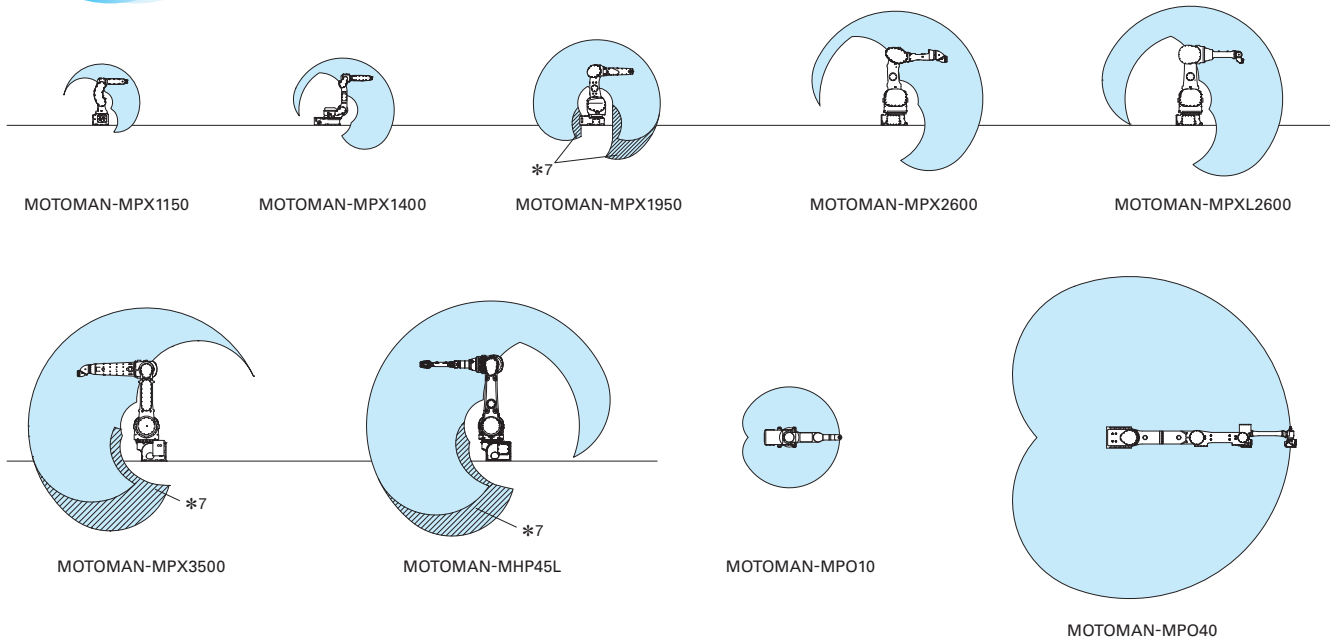 *7
MOTOMAN-MPX1150
MOTOMAN-MPX1400
MOTOMAN-MPX1950
MOTOMAN-MPX2600
MOTOMAN-MPXL2600
*7
*7
MOTOMAN-MPX3500
MOTOMAN-MHP45L
MOTOMAN-MPO10
MOTOMAN-MPO40